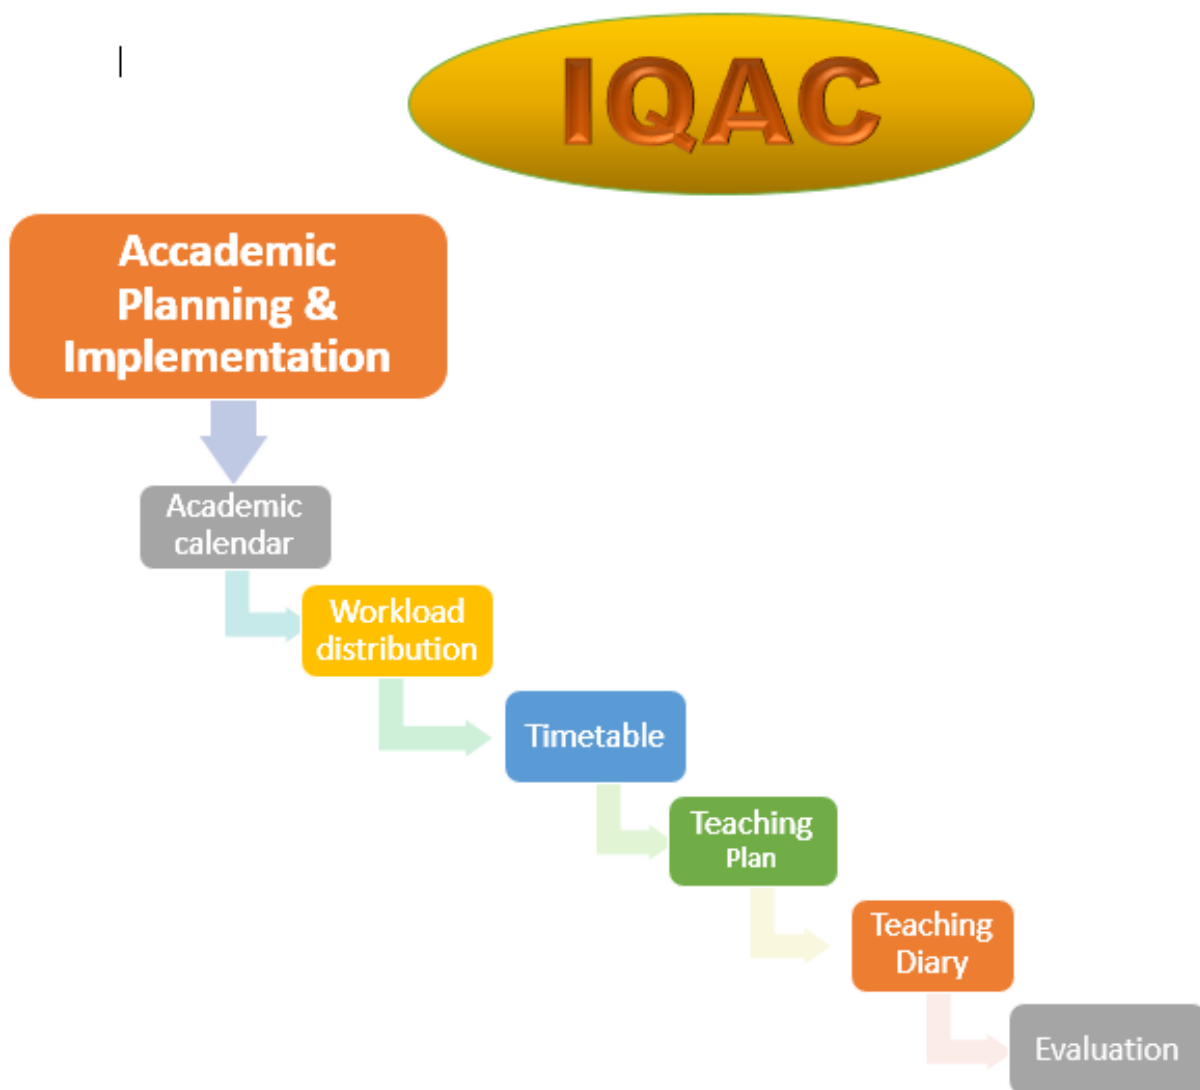 IQAC
Accademic
Planning &
Implementation
Academic
calendar
Workload
distribution
Timetable
Teaching
Plan
Teaching
Diary
Evaluation